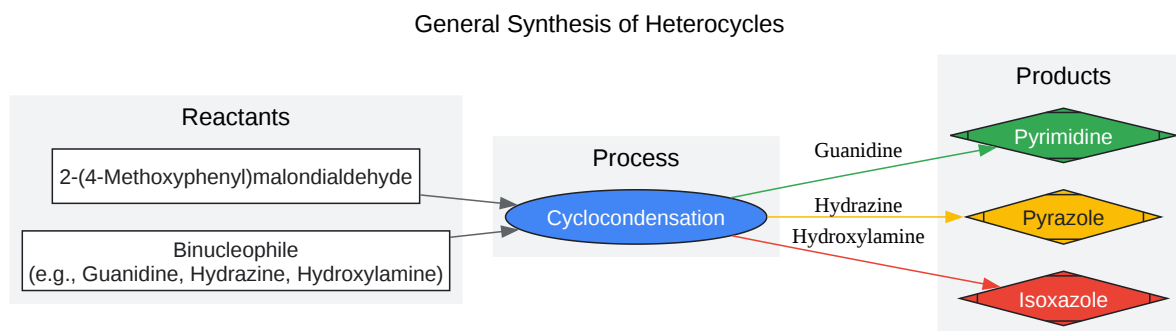 General Synthesis of Heterocycles
Reactants
2-(4-Methoxyphenyl)malondialdehyde
Binucleophile
(e.g., Guanidine, Hydrazine, Hydroxylamine)
Process
Cyclocondensation
Guanidine
Hydrazine
Hydroxylamine
Products
Pyrimidine
Pyrazole
Isoxazole